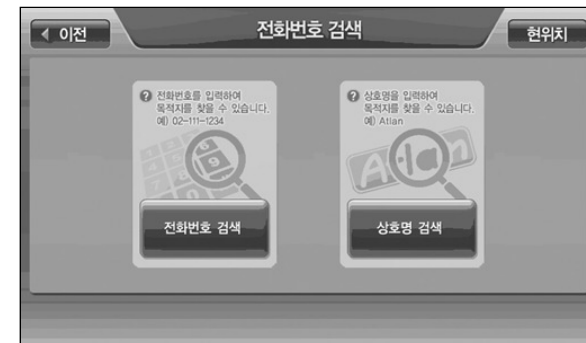 이전
전화번호 검색
현위치
전화번호를 입력하여
목적지를 찾을 수 있습니다.
예) 02-111-1234
전화번호 검색
상호명을 입력하여
목적지를 찾을 수 있습니다.
예) Atlan
Atlan
상호명 검색